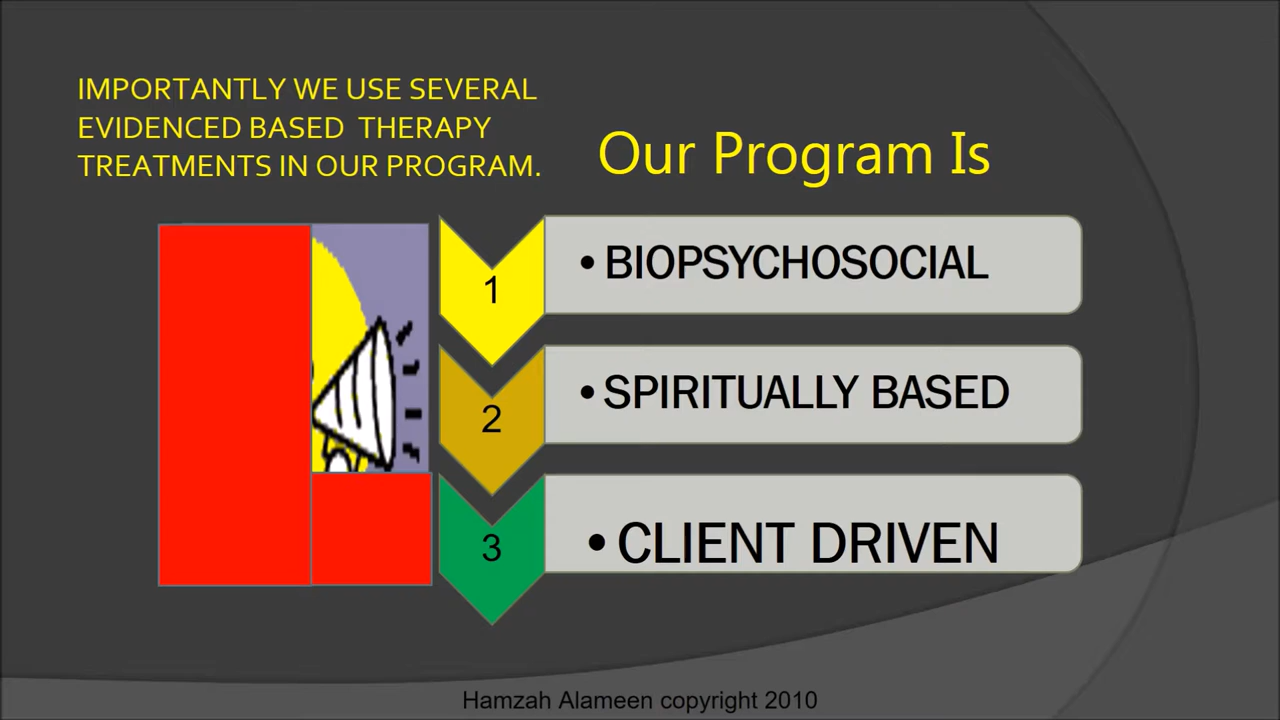 IMPORTANTLY WE USE SEVERAL
EVIDENCED BASED THERAPY
TREATMENTS IN OUR PROGRAM.
Our Program Is
1
• BIOPSYCHOSOCIAL
2
• SPIRITUALLY BASED
3
• CLIENT DRIVEN
Hamzah Alameen copyright 2010